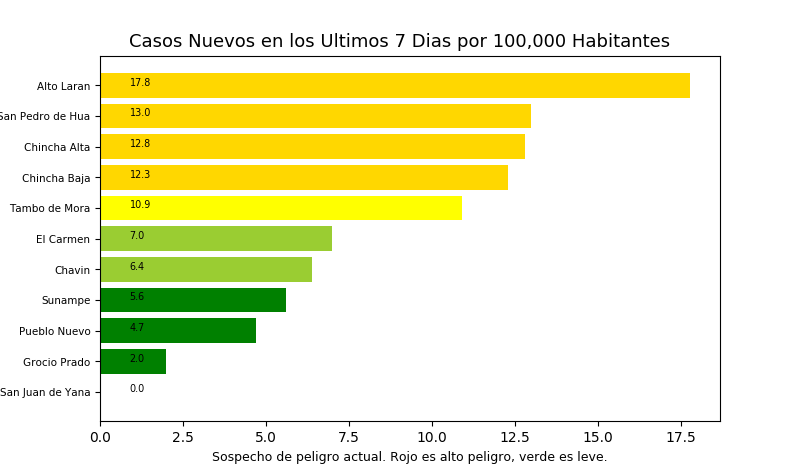 Casos Nuevos en los Ultimos 7 Dias por 100,000 Habitantes
Alto Laran 17.8
San Pedro de Hua 13.0
Chincha Alta 12.8
Chincha Baja 12.3
Tambo de Mora 10.9
El Carmen 7.0
Chavin 6.4
Sunampe 5.6
Pueblo Nuevo 4.7
Grocio Prado 2.0
San Juan de Yana 0.0
0.0 2.5 5.0 7.5 10.0 12.5 15.0 17.5
Sospecho de peligro actual. Rojo es alto peligro, verde es leve.